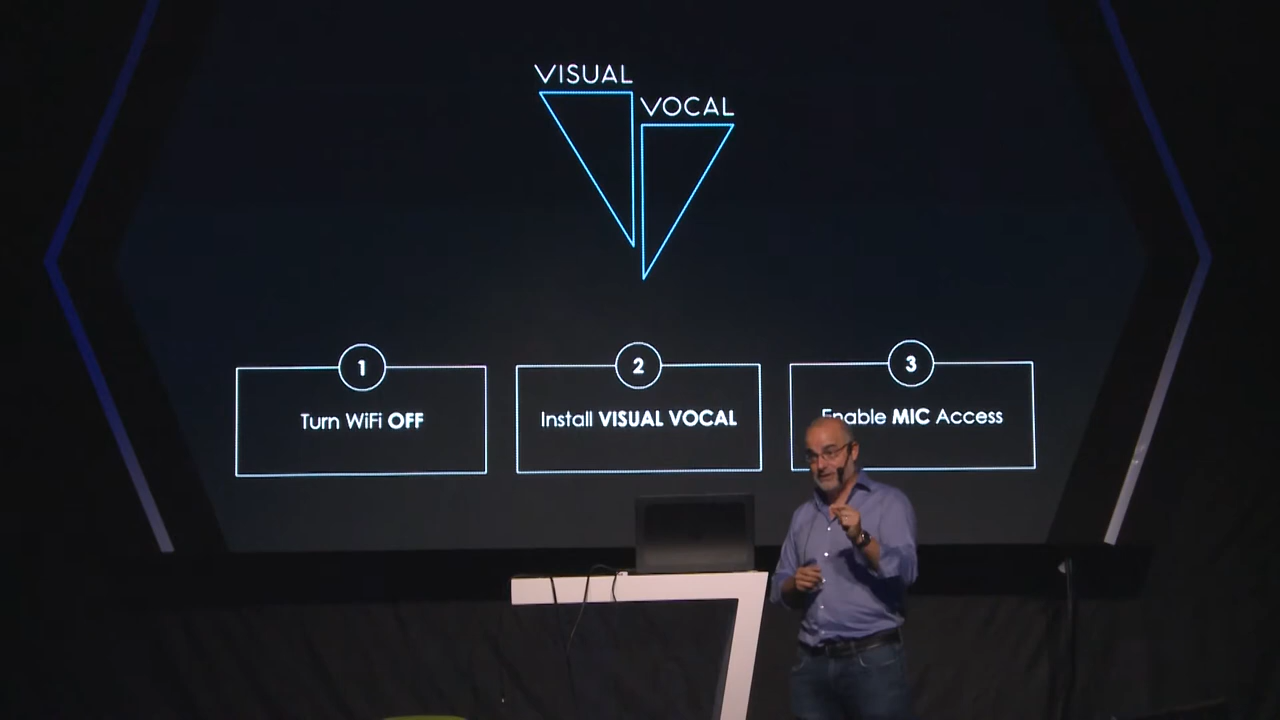 VISUAL
VOCAL
1
Turn WiFi OFF
2
Install VISUAL VOCAL
3
Enable MIC Access